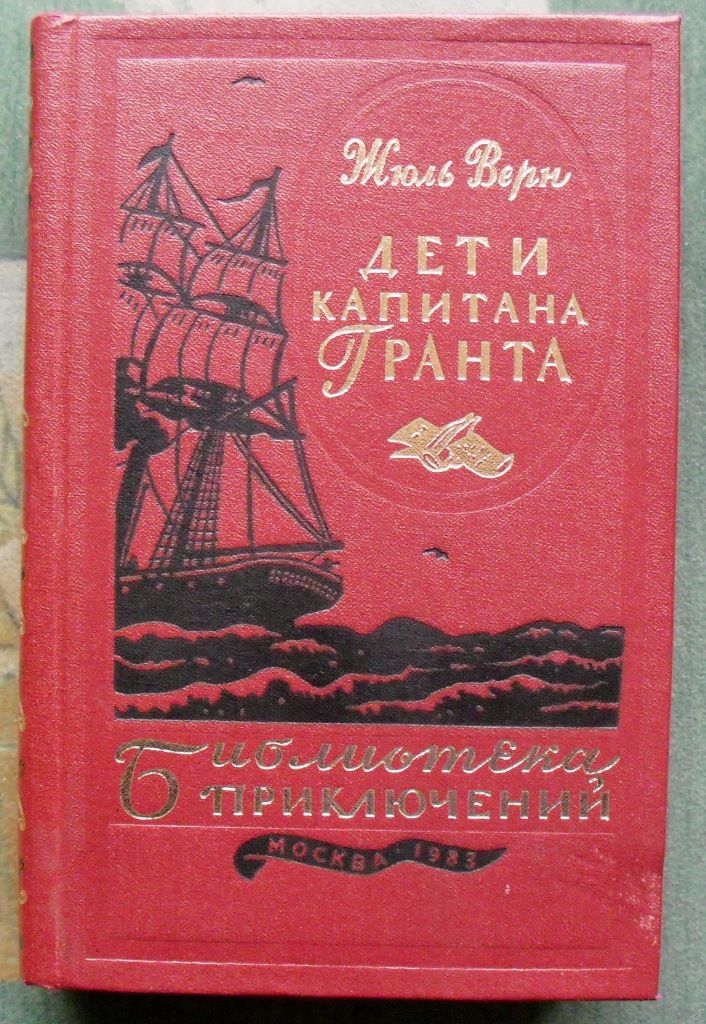 Жюль Верн
ДЕТИ
КАПИТАНА
ГРАНТА
Библиотека
ПРИКЛЮЧЕНИЙ
МОСКВА · 1983